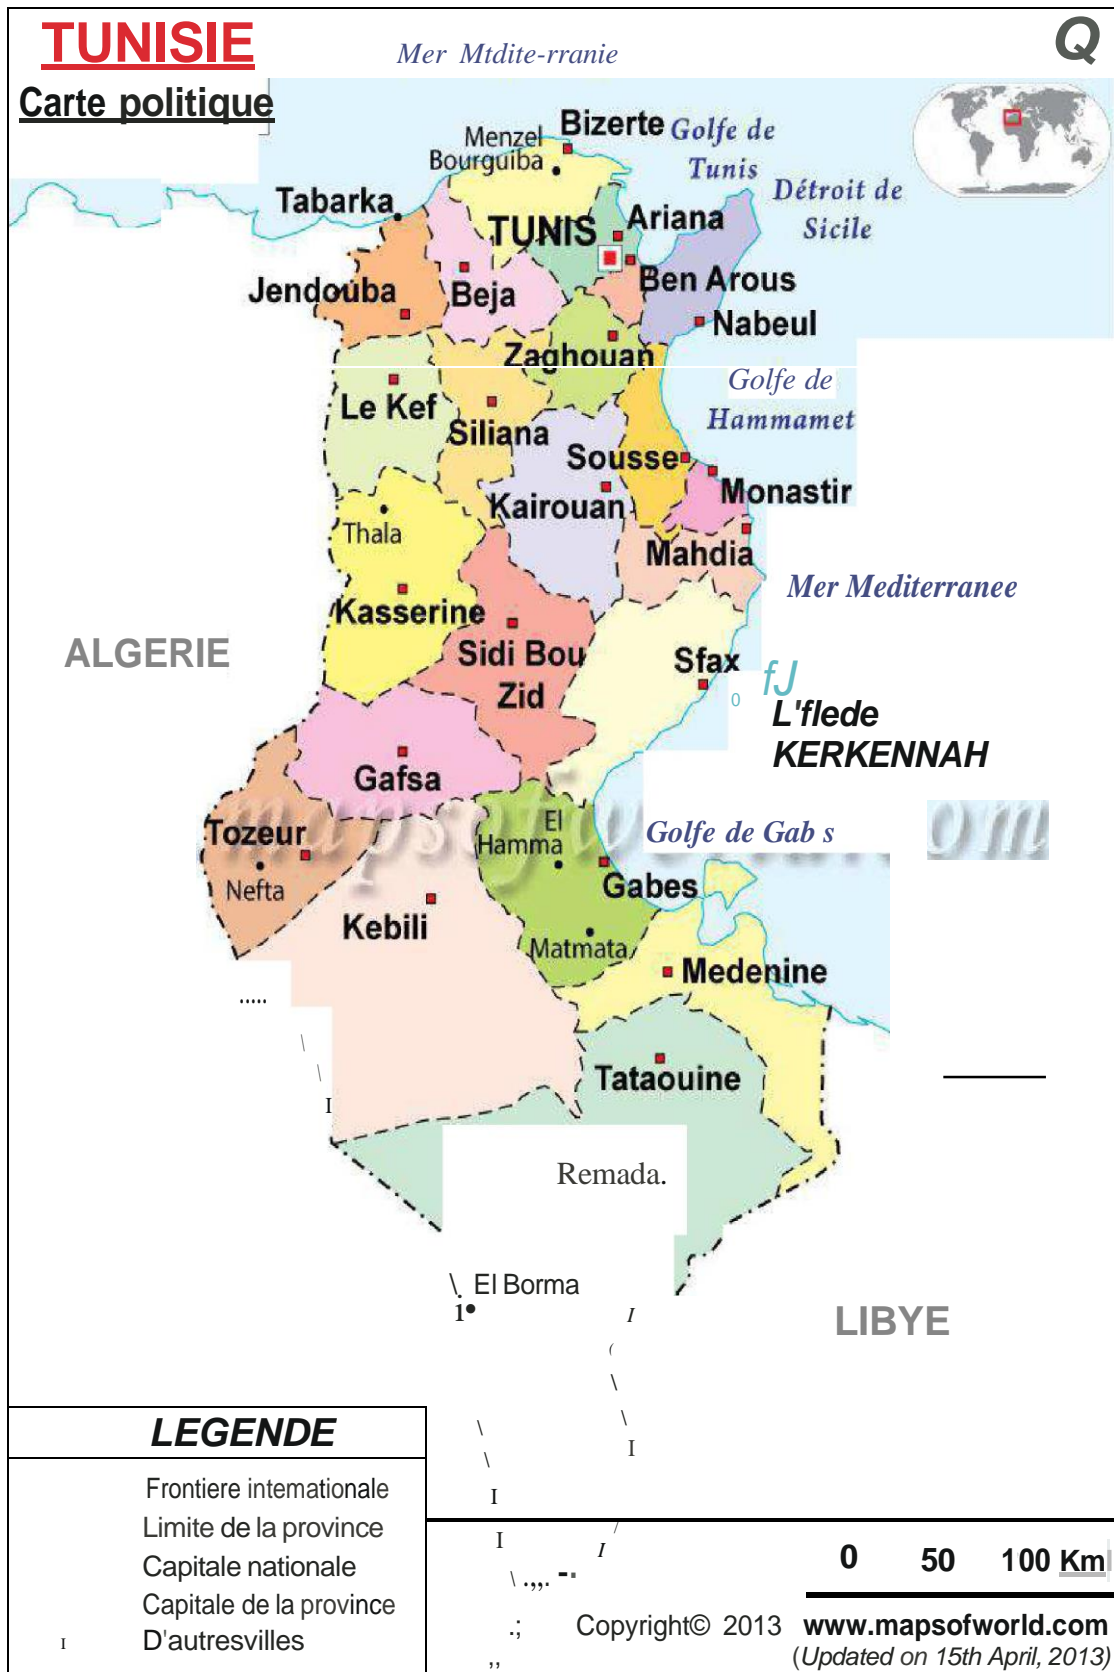 TUNISIE
Carte politique
Mer Mtdite-rranie
Q
Menzel
Bourguiba
Bizerte
Golfe de
Tunis
Détroit de
Sicile
Tabarka
TUNIS
Ariana
Jendouba
Beja
Ben Arous
Nabeul
Zaghouan
Golfe de
Hammamet
Le Kef
Siliana
Sousse
Kairouan
Monastir
Thala
Mahdia
Kasserine
Mer Mediterranee
ALGERIE
Sidi Bou
Zid
Sfax
0
fJ
L'flede
KERKENNAH
Gafsa
Tozeur
Nefta
El
Hamma
Golfe de Gab s
om
Gabes
Kebili
Matmata
Medenine
.....
Tataouine
Remada.
\ El Borma
i•
LIBYE
LEGENDE
Frontiere intemationale
Limite de la province
Capitale nationale
Capitale de la province
I D'autresvilles
0 50 100 Km
Copyright© 2013 www.mapsofworld.com
(Updated on 15th April, 2013)